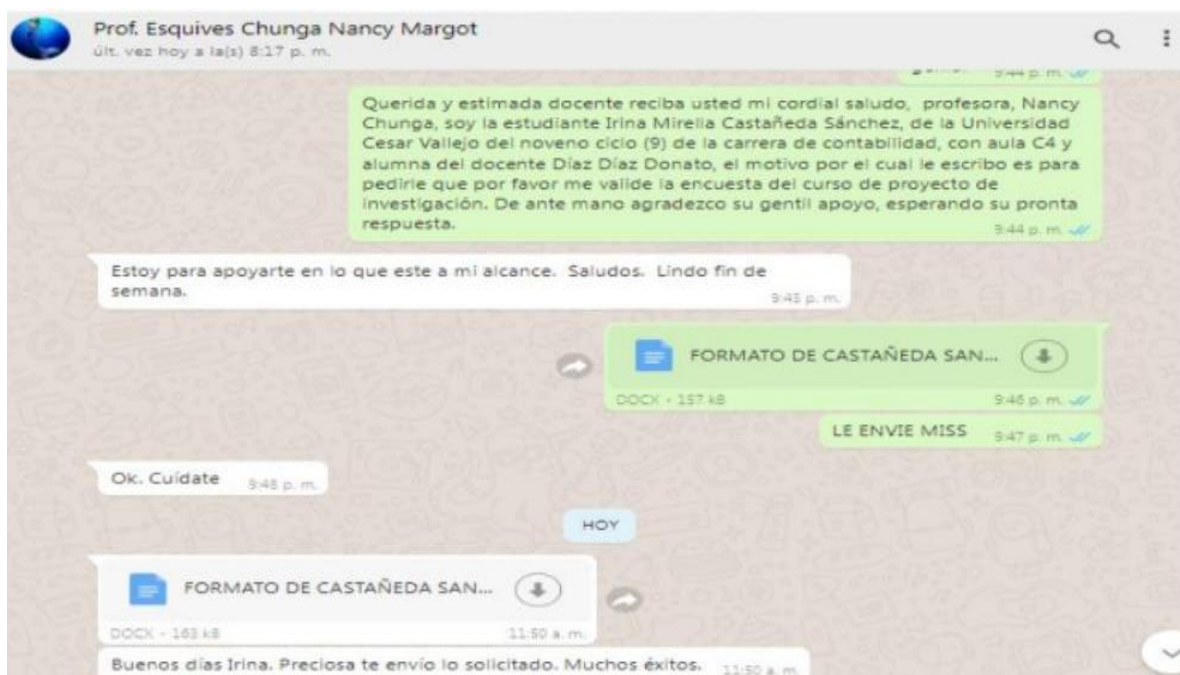 Prof. Esquives Chunga Nancy Margot
últ. vez hoy a la(s) 8:17 p. m.
9:44 p. m.
Querida y estimada docente reciba usted mi cordial saludo, profesora, Nancy
Chunga, soy la estudiante Irina Mirella Castañeda Sánchez, de la Universidad
Cesar Vallejo del noveno ciclo (9) de la carrera de contabilidad, con aula C4 y
alumna del docente Díaz Díaz Donato, el motivo por el cual le escribo es para
pedirle que por favor me valide la encuesta del curso de proyecto de
investigación. De ante mano agradezco su gentil apoyo, esperando su pronta
respuesta.
9:44 p. m.
Estoy para apoyarte en lo que este a mi alcance. Saludos. Lindo fin de
semana.
9:45 p. m.
FORMATO DE CASTAÑEDA SAN...
DOCX • 157 kB 9:46 p. m.
LE ENVIE MISS 9:47 p. m.
Ok. Cuídate 9:48 p. m.
HOY
FORMATO DE CASTAÑEDA SAN...
DOCX • 163 kB 11:50 a. m.
Buenos días Irina. Preciosa te envío lo solicitado. Muchos éxitos. 11:50 a. m.